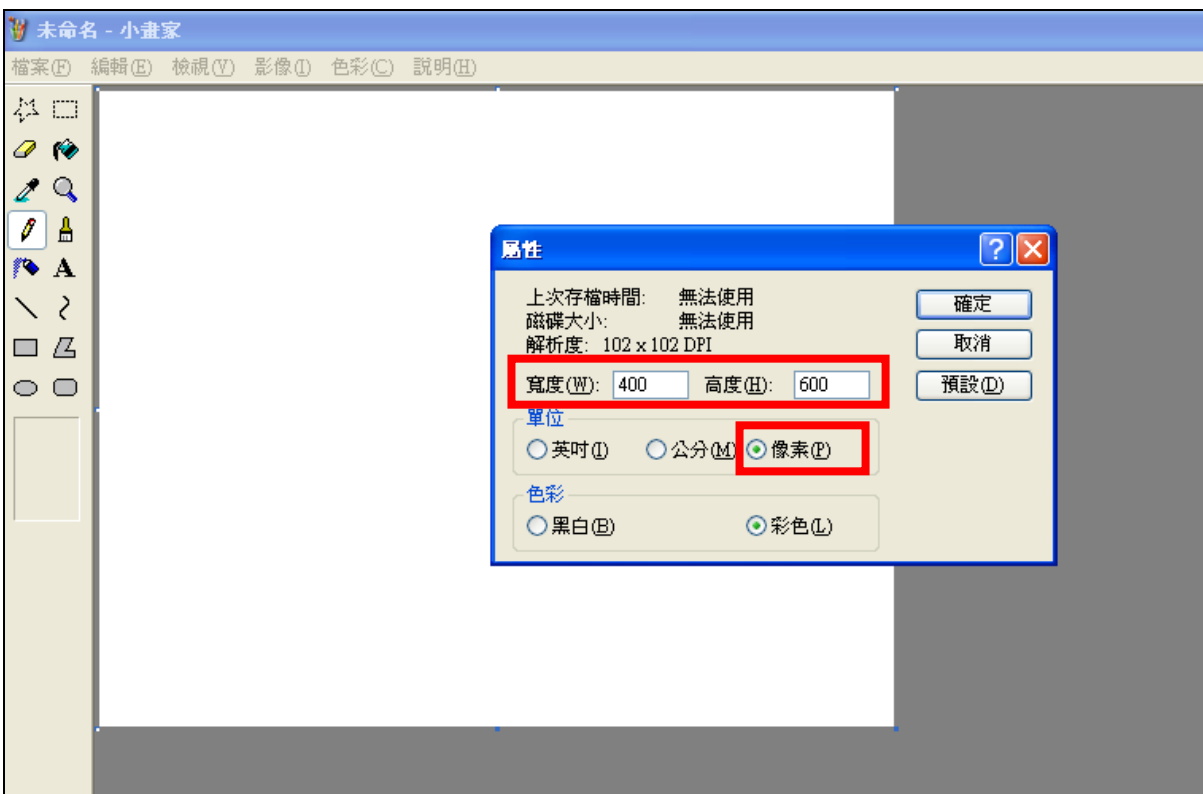 未命名 - 小畫家
檔案(F) 編輯(E) 檢視(V) 影像(I) 色彩(C) 說明(H)
A
屬性
上次存檔時間: 無法使用
磁碟大小: 無法使用
解析度: 102 x 102 DPI
寬度(W): 400 高度(H): 600
單位
英吋(I) 公分(M) 像素(P)
色彩
黑白(B) 彩色(L)
確定
取消
預設(D)